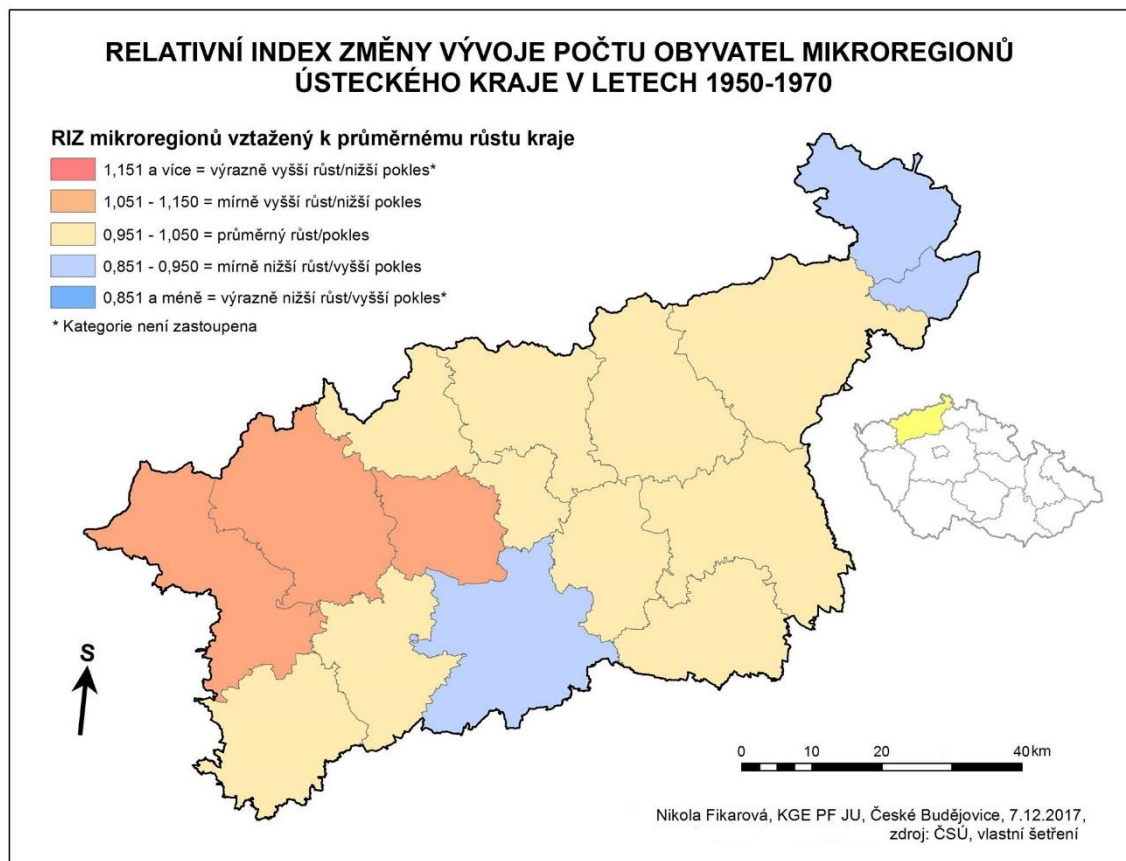 RELATIVNÍ INDEX ZMĚNY VÝVOJE POČTU OBYVATEL MIKROREGIONŮ
ÚSTECKÉHO KRAJE V LETECH 1950-1970
RIZ mikroregionů vztažený k průměrnému růstu kraje
1,151 a více = výrazně vyšší růst/nižší pokles*
1,051 - 1,150 = mírně vyšší růst/nižší pokles
0,951 - 1,050 = průměrný růst/pokles
0,851 - 0,950 = mírně nižší růst/vyšší pokles
0,851 a méně = výrazně nižší růst/vyšší pokles*
* Kategorie není zastoupena
S
0 10 20 40 km
Nikola Fikarová, KGE PF JU, České Budějovice, 7.12.2017,
zdroj: ČSÚ, vlastní šetření